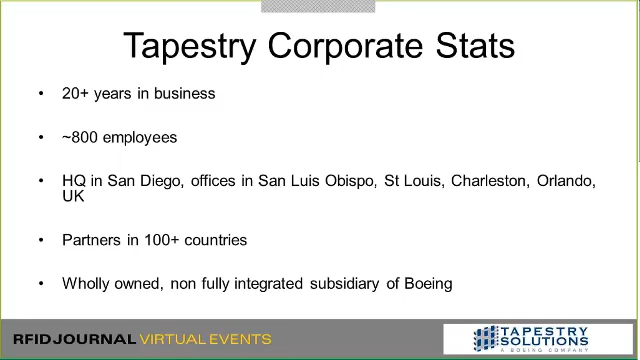 Tapestry Corporate Stats
• 20+ years in business
• ~800 employees
• HQ in San Diego, offices in San Luis Obispo, St Louis, Charleston, Orlando,
UK
• Partners in 100+ countries
• Wholly owned, non fully integrated subsidiary of Boeing
RFIDJOURNAL VIRTUAL EVENTS
TAPESTRY
SOLUTIONS
A BOEING COMPANY